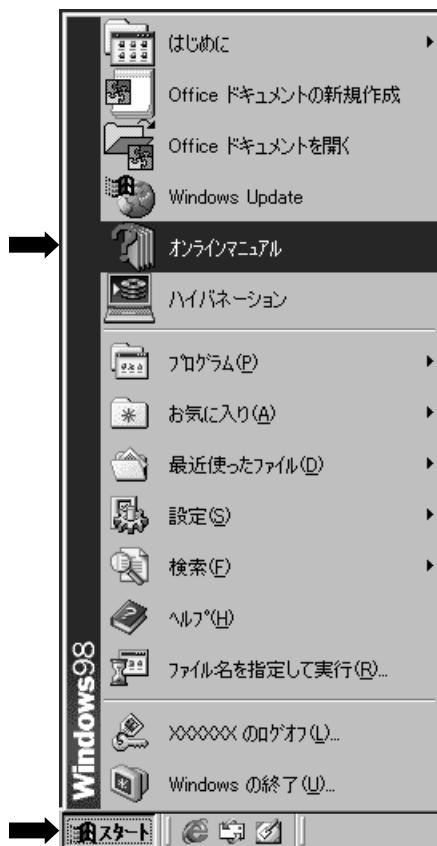 はじめに
Office ドキュメントの新規作成
Office ドキュメントを開く
Windows Update
オンラインマニュアル
ハイバネーション
プログラム(P)
お気に入り(A)
最近使ったファイル(D)
設定(S)
検索(F)
ヘルプ(H)
ファイル名を指定して実行(R)...
XXXXXX のログオフ(L)...
Windows の終了(U)...
Windows98
スタート